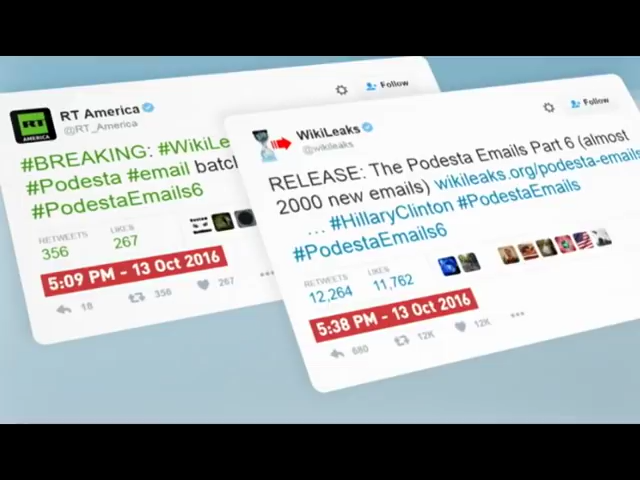 RT
AMERICA
RT America
@RT_America
Follow
#BREAKING: #WikiLe
#Podesta #email batc
#PodestaEmails6
RETWEETS LIKES
356 267
5:09 PM - 13 Oct 2016
18 356 267
WikiLeaks
@wikileaks
Follow
RELEASE: The Podesta Emails Part 6 (almost
2000 new emails) wikileaks.org/podesta-emails
... #HillaryClinton #PodestaEmails
#PodestaEmails6
RETWEETS LIKES
12,264 11,762
5:38 PM - 13 Oct 2016
680 12K 12K